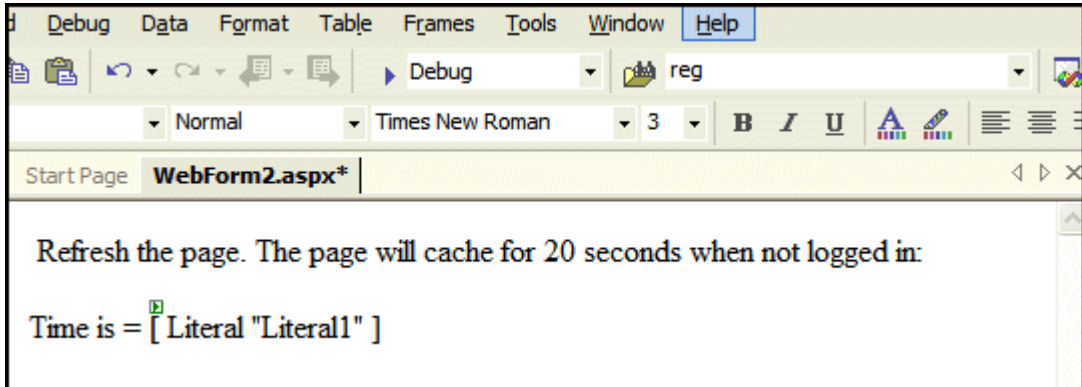 Debug Data Format Table Frames Tools Window Help
Debug reg
Normal Times New Roman 3 B I U A
Start Page WebForm2.aspx*
Refresh the page. The page will cache for 20 seconds when not logged in:
Time is = [ Literal "Literal1" ]